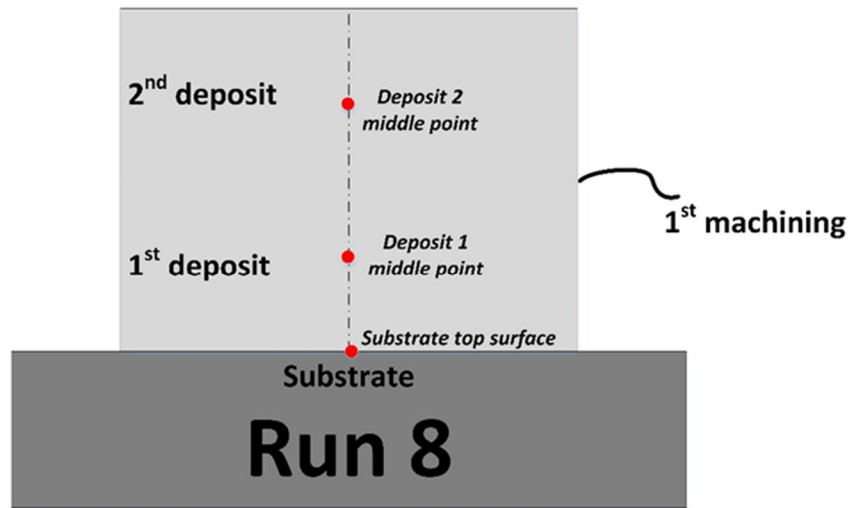 2nd deposit
Deposit 2
middle point
1st machining
1st deposit
Deposit 1
middle point
Substrate top surface
Substrate
Run 8